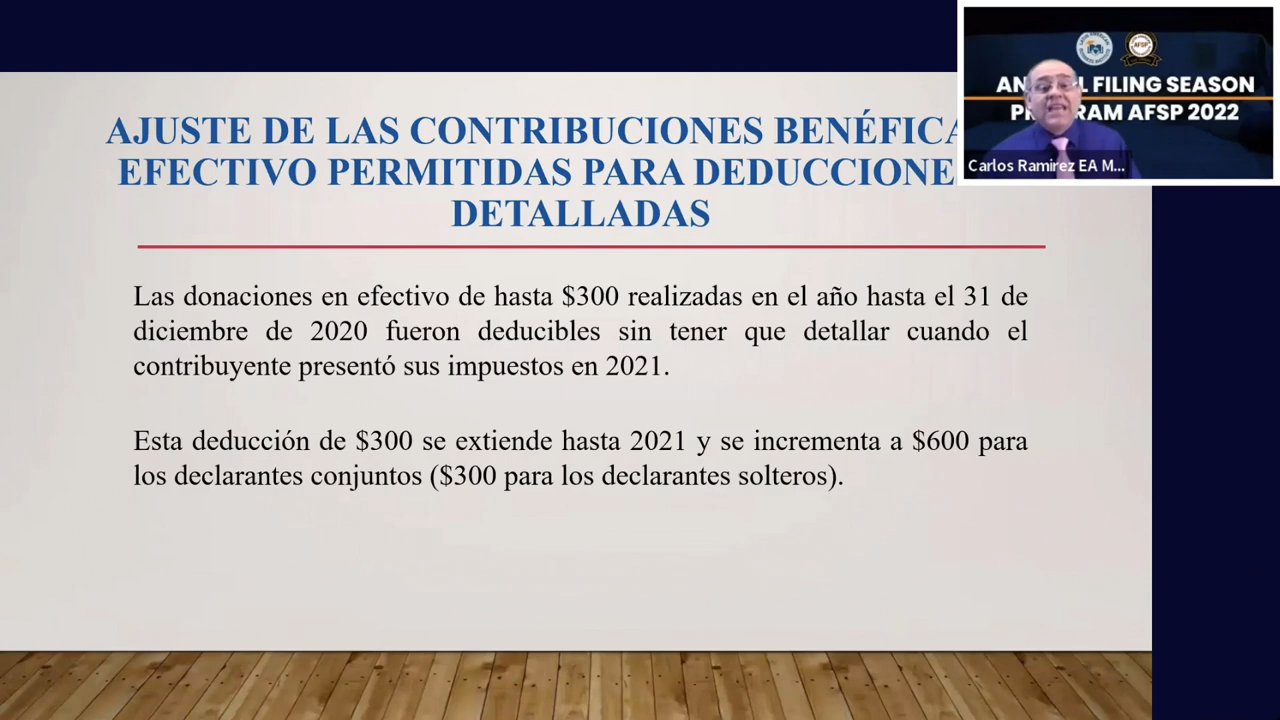 AJUSTE DE LAS CONTRIBUCIONES BENÉFICA
EFECTIVO PERMITIDAS PARA DEDUCCIONE
DETALLADAS
Las donaciones en efectivo de hasta $300 realizadas en el año hasta el 31 de
diciembre de 2020 fueron deducibles sin tener que detallar cuando el
contribuyente presentó sus impuestos en 2021.
Esta deducción de $300 se extiende hasta 2021 y se incrementa a $600 para
los declarantes conjuntos ($300 para los declarantes solteros).
AFSP
FILING SEASON
AFSP 2022
Carlos Ramirez EA M...